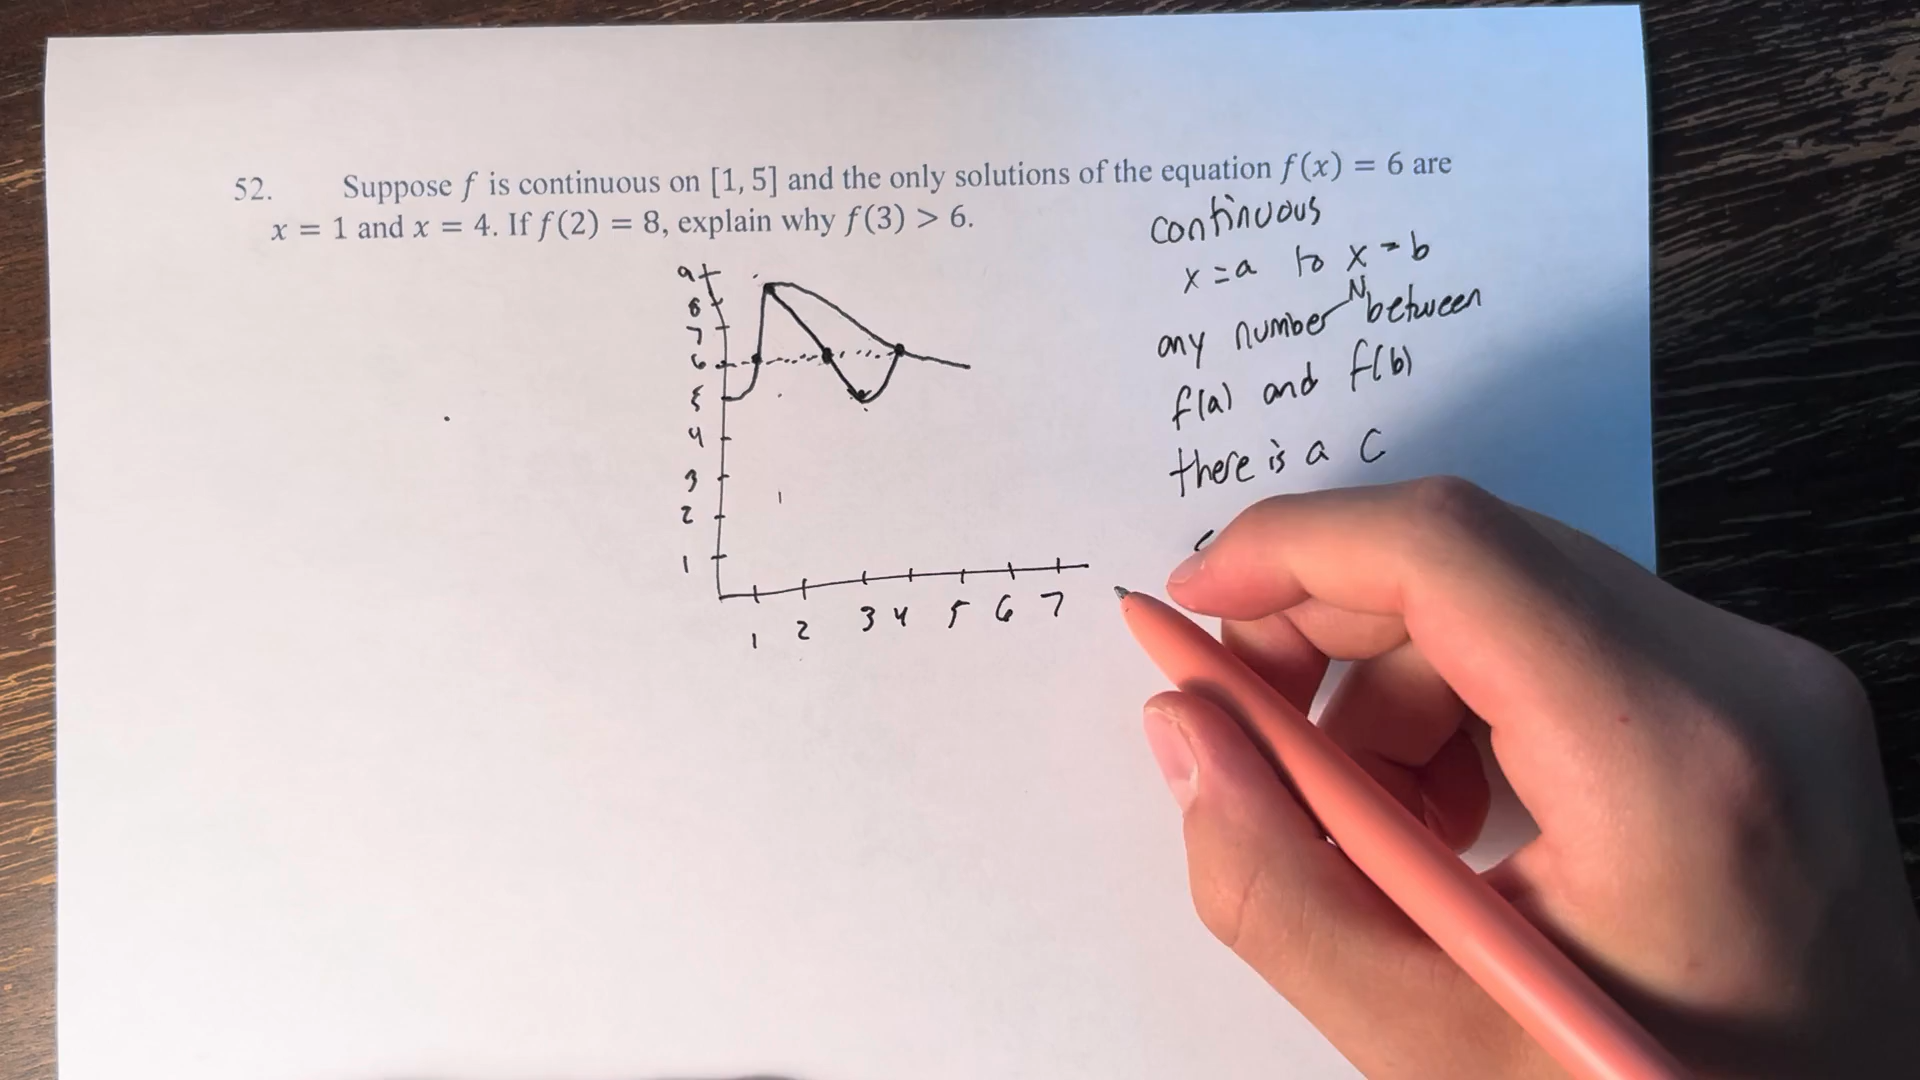 52. Suppose f is continuous on [1, 5] and the only solutions of the equation f(x) = 6 are
x = 1 and x = 4. If f(2) = 8, explain why f(3) > 6.
continuous
x = a to x = b
any number N between
f(a) and f(b)
there is a C
9
8
7
6
5
4
3
2
1
1 2 3 4 5 6 7